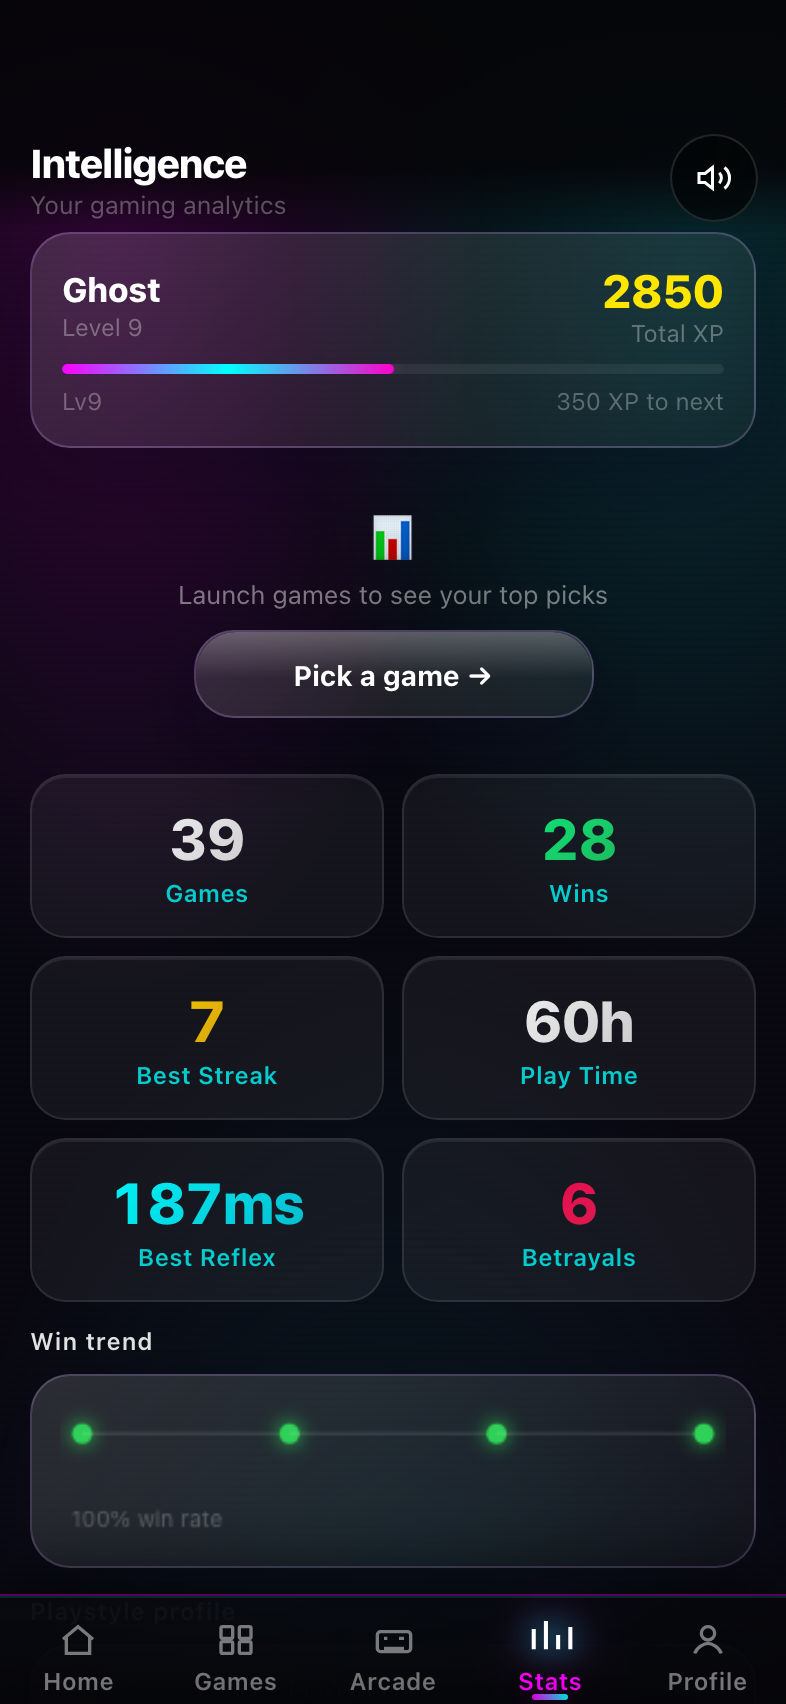 Intelligence
Your gaming analytics
Ghost
2850
Level 9
Total XP
Lv9
350 XP to next
Launch games to see your top picks
Pick a game →
39
Games
28
Wins
7
Best Streak
60h
Play Time
187ms
Best Reflex
6
Betrayals
Win trend
100% win rate
Playstyle profile
Home
Games
Arcade
Stats
Profile